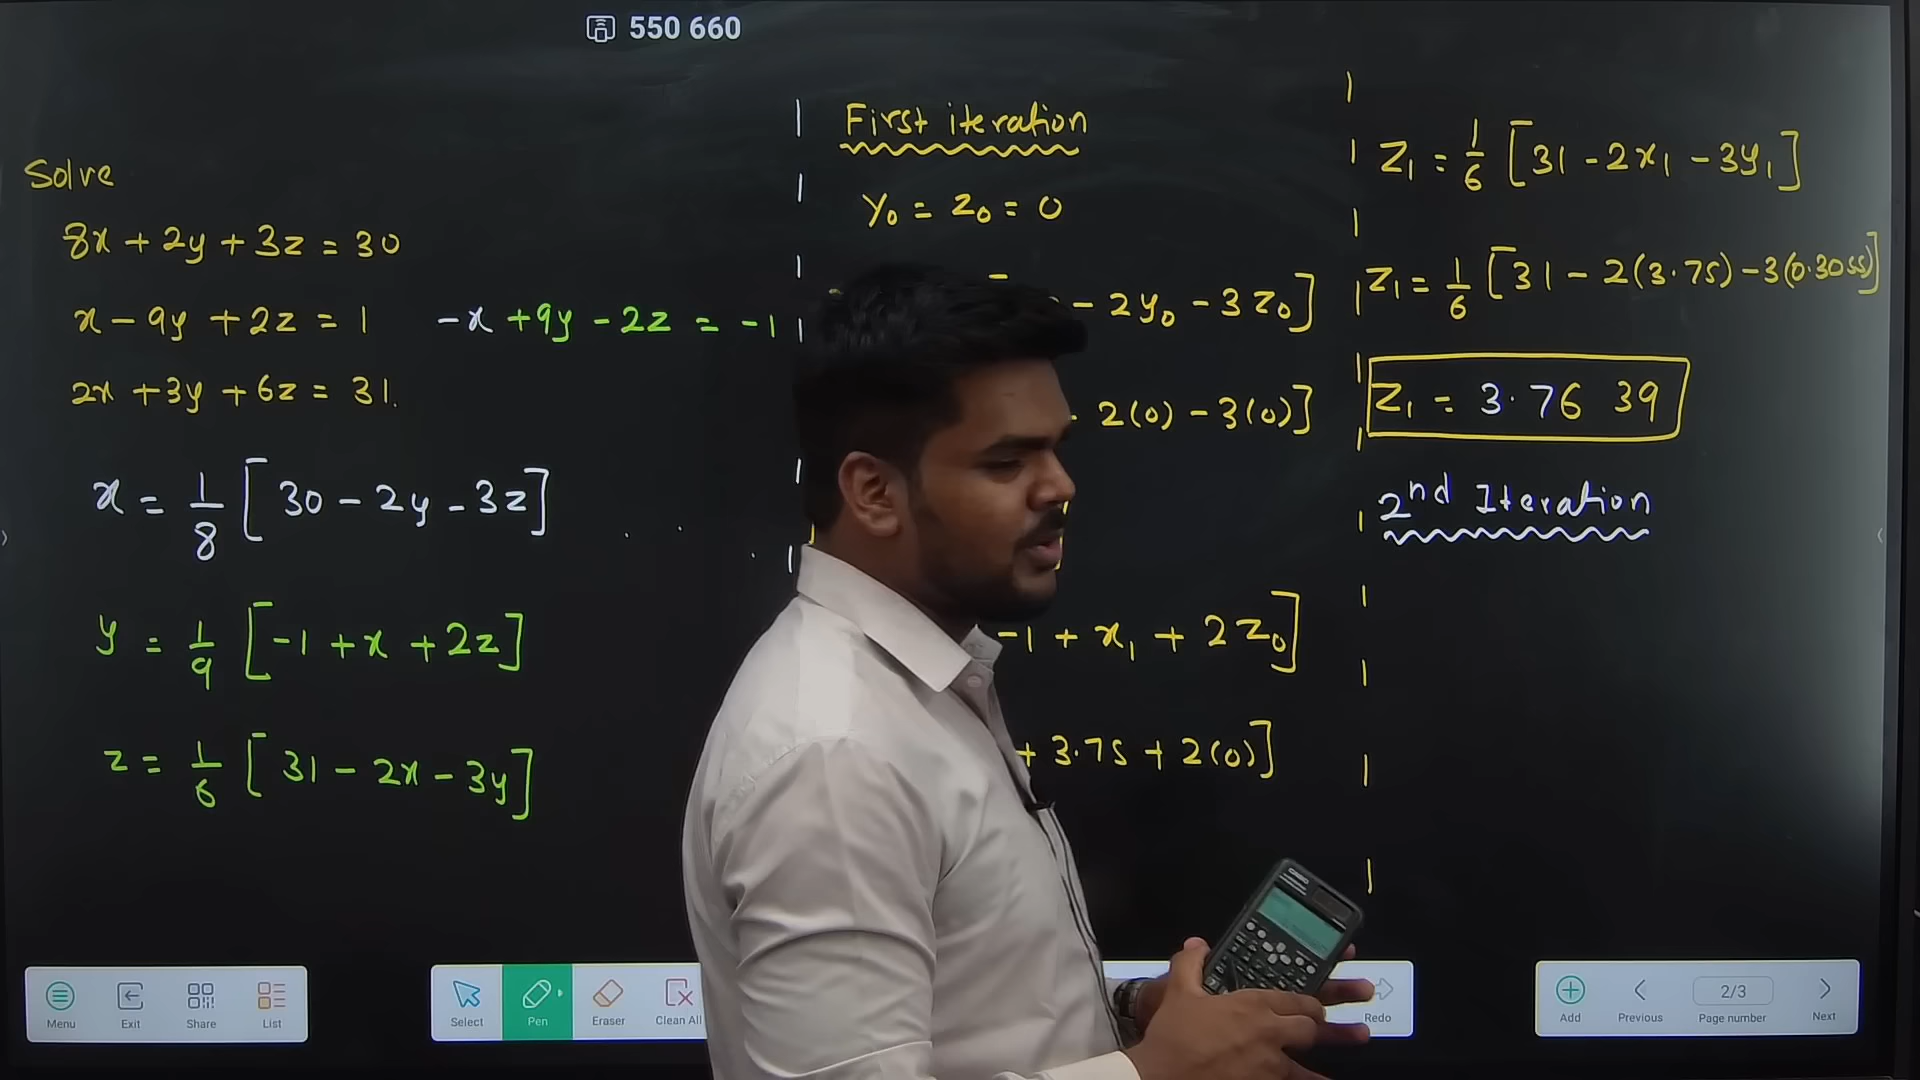 550 660
Solve
8x + 2y + 3z = 30
x - 9y + 2z = 1
-x + 9y - 2z = -1
2x + 3y + 6z = 31.
x = 1/8 [30 - 2y - 3z]
y = 1/9 [-1 + x + 2z]
z = 1/6 [31 - 2x - 3y]
First iteration
y₀ = z₀ = 0
- 2y₀ - 3z₀]
2(0) - 3(0)]
-1 + x₁ + 2z₀]
+ 3.75 + 2(0)]
z₁ = 1/6 [31 - 2x₁ - 3y₁]
z₁ = 1/6 [31 - 2(3.75) - 3(0.3055)]
z₁ = 3.76 39
2nd Iteration
Menu
Exit
Share
List
Select
Pen
Eraser
Clean All
Redo
Add
Previous
2/3
Page number
Next
CASIO